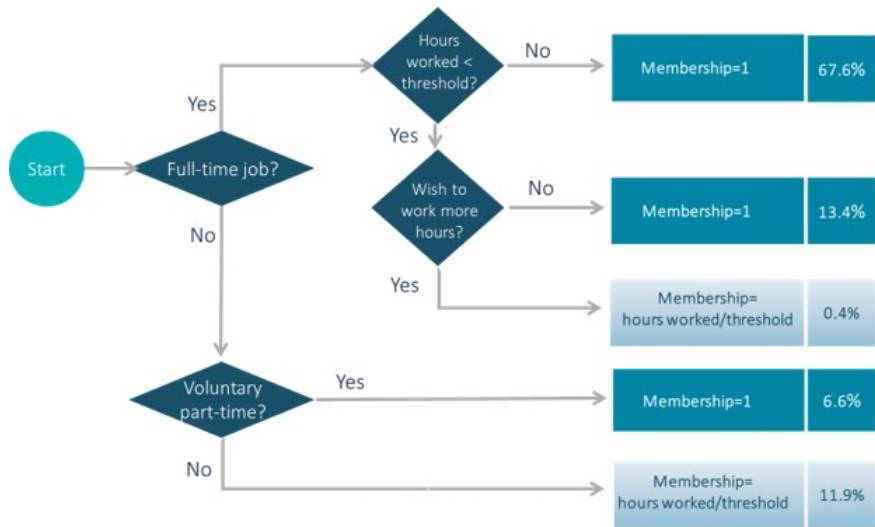 Start
Full-time job?
Yes
Hours
worked <
threshold?
No
Membership=1
67.6%
Yes
Wish to
work more
hours?
No
Membership=1
13.4%
Yes
Membership=
hours worked/threshold
0.4%
No
Voluntary
part-time?
Yes
Membership=1
6.6%
No
Membership=
hours worked/threshold
11.9%